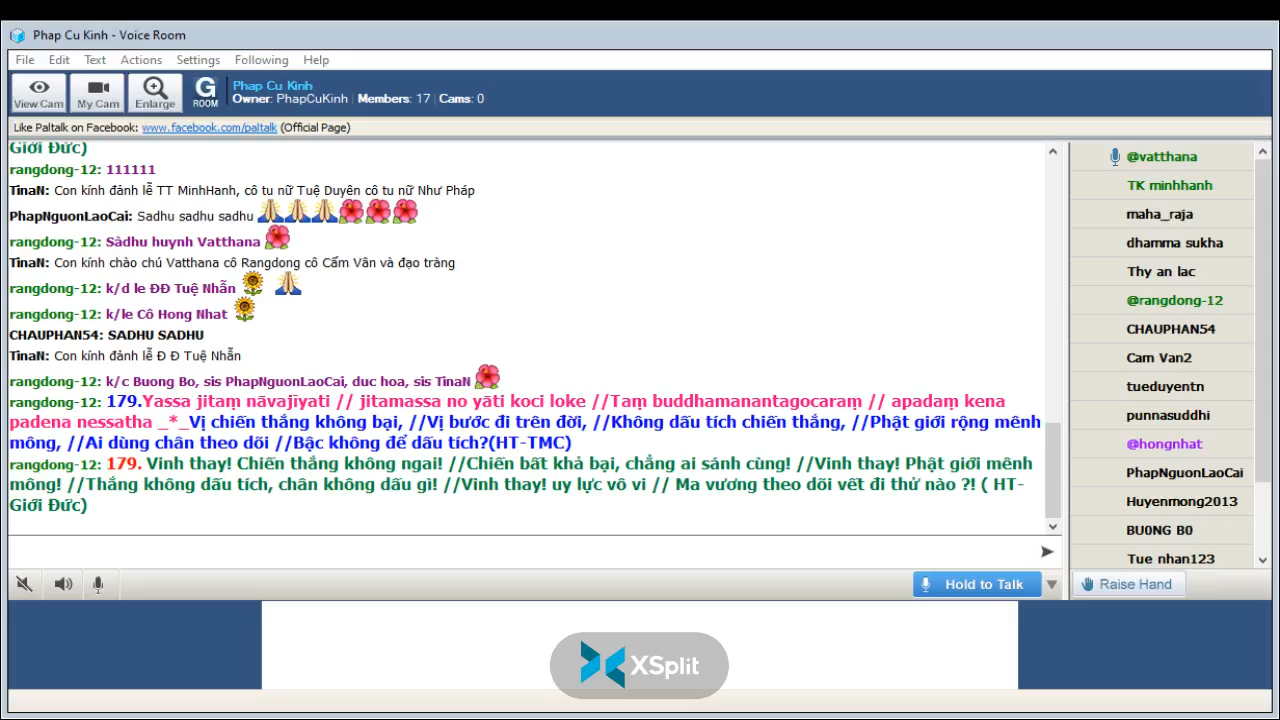 Phap Cu Kinh - Voice Room
File Edit Text Actions Settings Following Help
View Cam
My Cam
Enlarge
G
ROOM
Phap Cu Kinh
Owner: PhapCuKinh | Members: 17 | Cams: 0
Like Paltalk on Facebook: www.facebook.com/paltalk (Official Page)
Giới Đức)
rangdong-12: 111111
TinaN: Con kính đảnh lễ TT MinhHanh, cô tu nữ Tuệ Duyên cô tu nữ Như Pháp
PhapNguonLaoCai: Sadhu sadhu sadhu
rangdong-12: Sàdhu huynh Vatthana
TinaN: Con kính chào chú Vatthana cô Rangdong cô Cẩm Vân và đạo tràng
rangdong-12: k/d le ĐĐ Tuệ Nhẫn
rangdong-12: k/le Cô Hong Nhat
CHAUPHAN54: SADHU SADHU
TinaN: Con kính đảnh lễ Đ Đ Tuệ Nhẫn
rangdong-12: k/c Buong Bo, sis PhapNguonLaoCai, duc hoa, sis TinaN
rangdong-12: 179.Yassa jitaṃ nāvajīyati // jitamassa no yāti koci loke //Taṃ buddhamanantagocaraṃ // apadaṃ kena
padena nessatha _*_Vị chiến thắng không bại, //Vị bước đi trên đời, //Không dấu tích chiến thắng, //Phật giới rộng mênh
mông, //Ai dùng chân theo dõi //Bậc không để dấu tích?(HT-TMC)
rangdong-12: 179. Vinh thay! Chiến thắng không ngai! //Chiến bất khả bại, chẳng ai sánh cùng! //Vinh thay! Phật giới mênh
mông! //Thắng không dấu tích, chân không dấu gì! //Vinh thay! uy lực vô vi // Ma vương theo dõi vết đi thử nào ?! ( HT-
Giới Đức)
@vatthana
TK minhhanh
maha_raja
dhamma sukha
Thy an lac
@rangdong-12
CHAUPHAN54
Cam Van2
tueduyentn
punnasuddhi
@hongnhat
PhapNguonLaoCai
Huyenmong2013
BU0NG B0
Tue nhan123
Hold to Talk
Raise Hand
XSplit